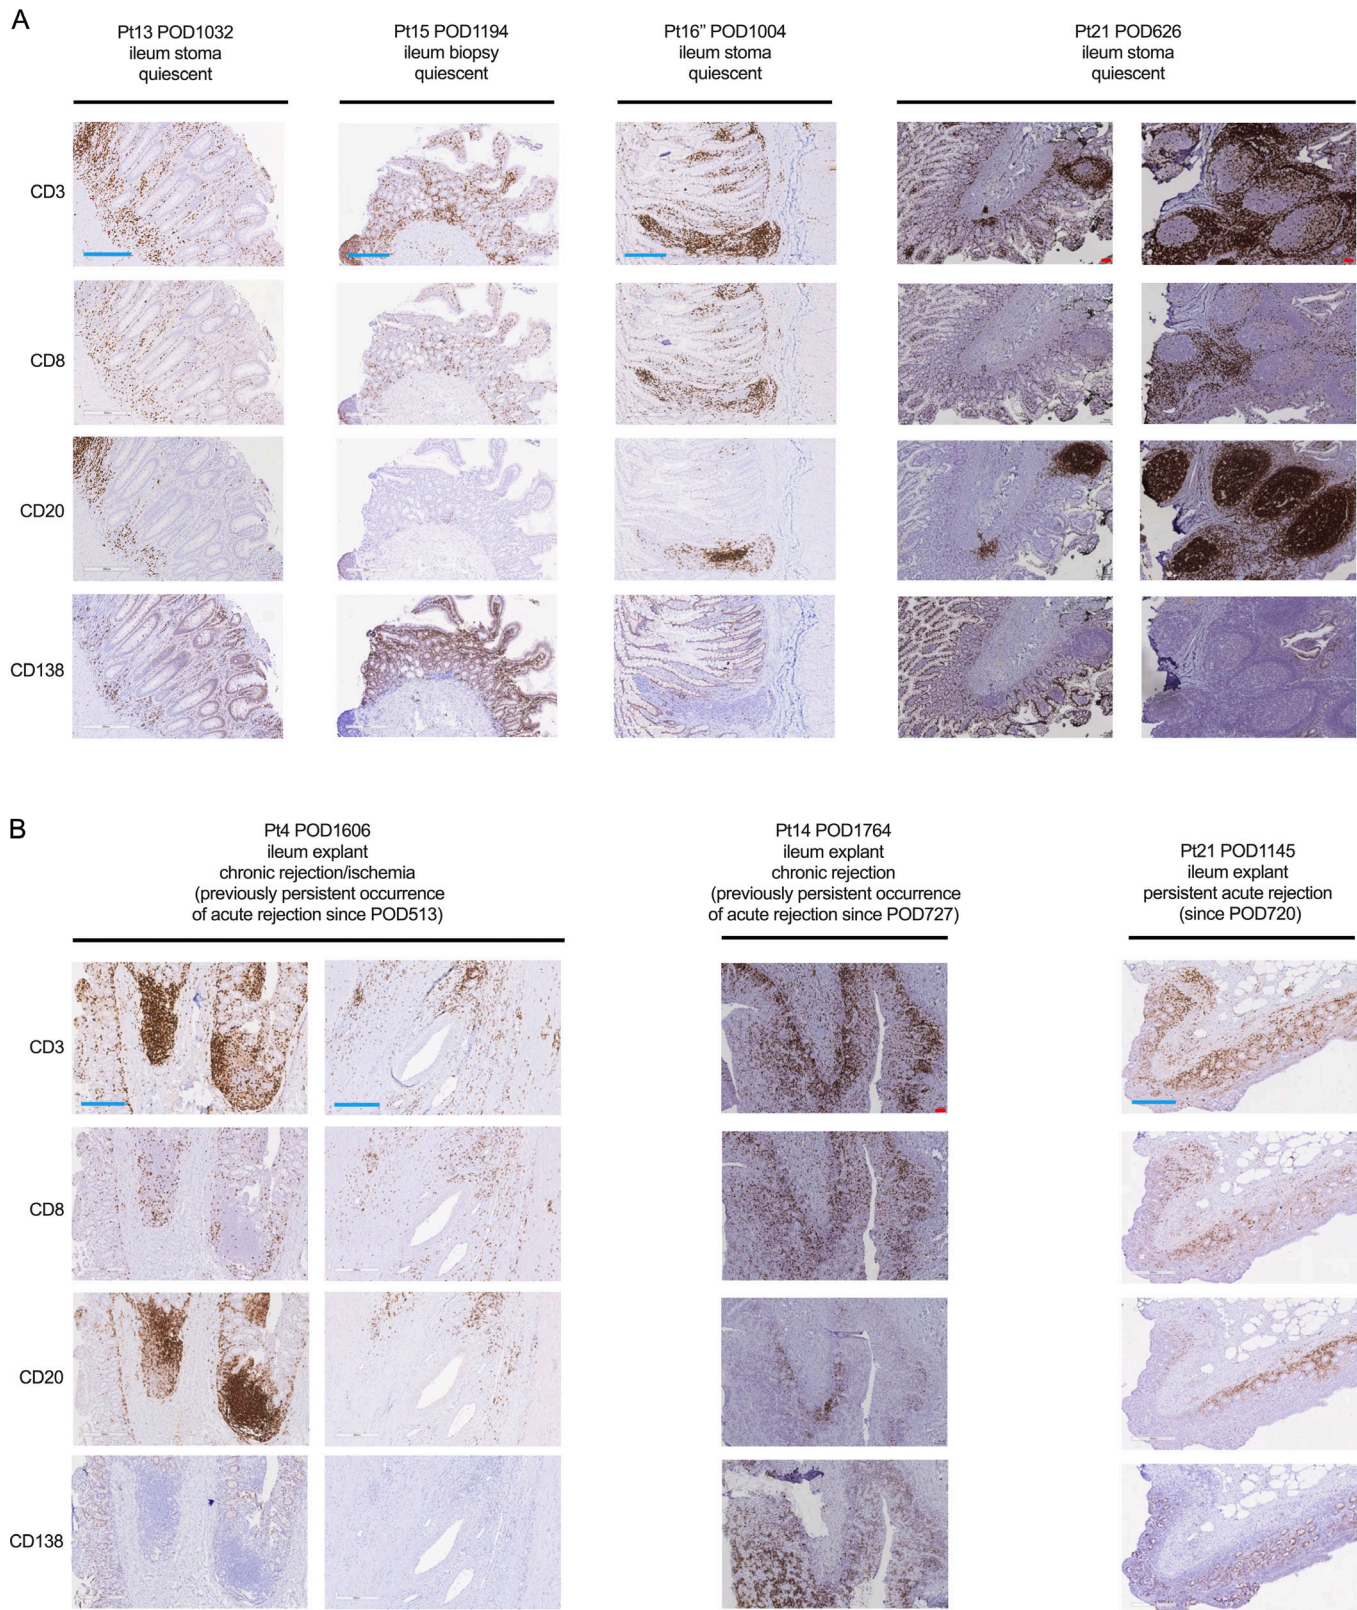 A
Pt13 POD1032
ileum stoma
quiescent
Pt15 POD1194
ileum biopsy
quiescent
Pt16” POD1004
ileum stoma
quiescent
Pt21 POD626
ileum stoma
quiescent
CD3
CD8
CD20
CD138
B
Pt4 POD1606
ileum explant
chronic rejection/ischemia
(previously persistent occurrence
of acute rejection since POD513)
Pt14 POD1764
ileum explant
chronic rejection
(previously persistent occurrence
of acute rejection since POD727)
Pt21 POD1145
ileum explant
persistent acute rejection
(since POD720)
CD3
CD8
CD20
CD138